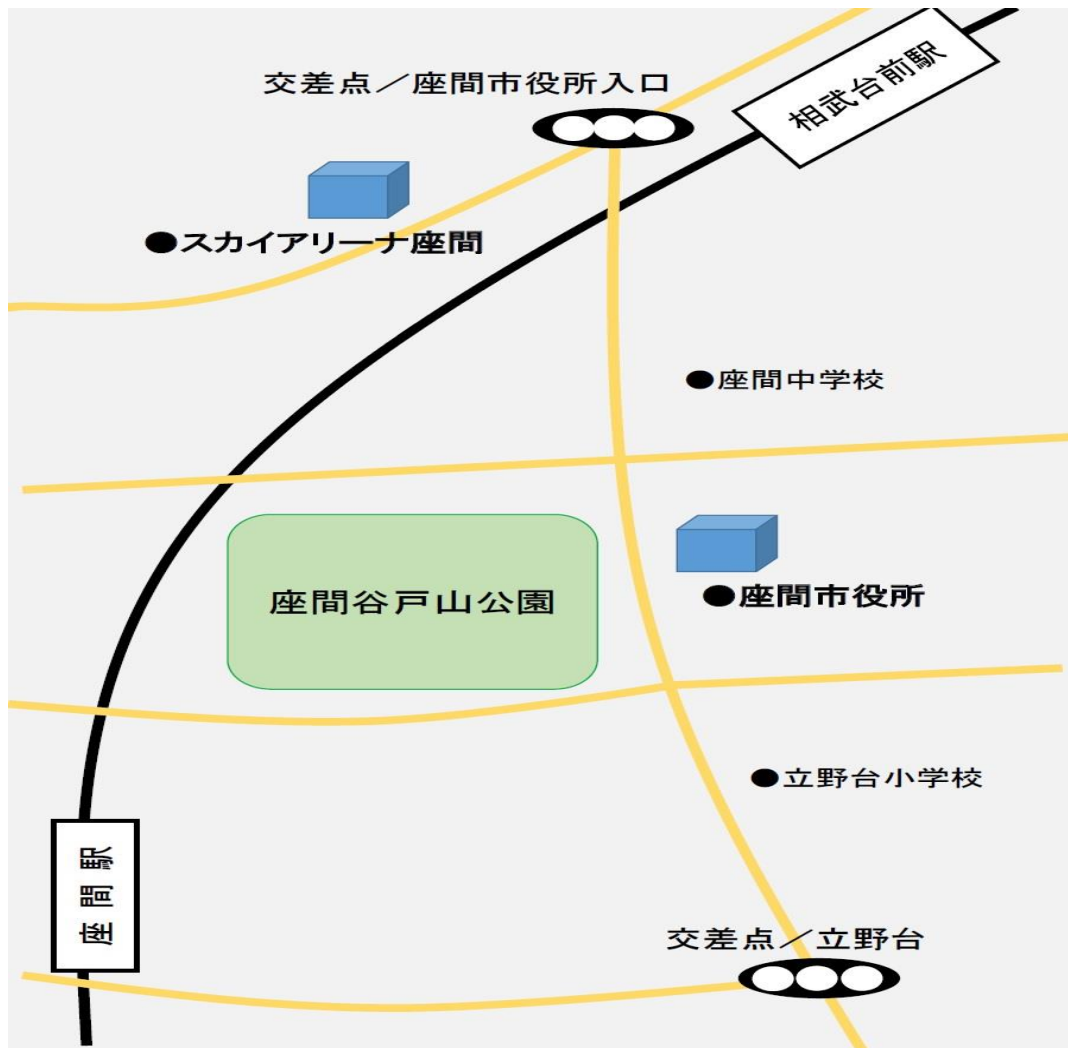 相武台前駅
交差点／座間市役所入口
●スカイアリーナ座間
●座間中学校
座間谷戸山公園
●座間市役所
●立野台小学校
座間駅
交差点／立野台